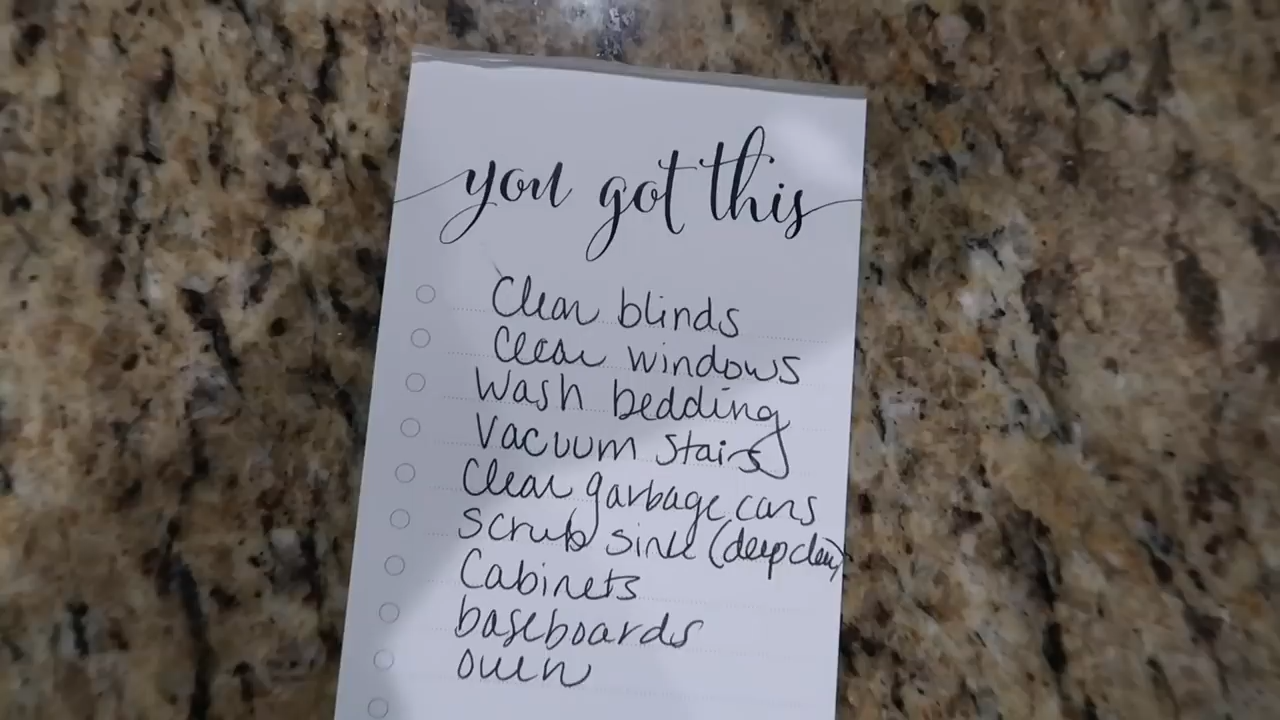 you got this
Clean blinds
Clean windows
Wash bedding
Vacuum stairs
Clean garbage cans
Scrub sink (deep clean)
Cabinets
baseboards
oven